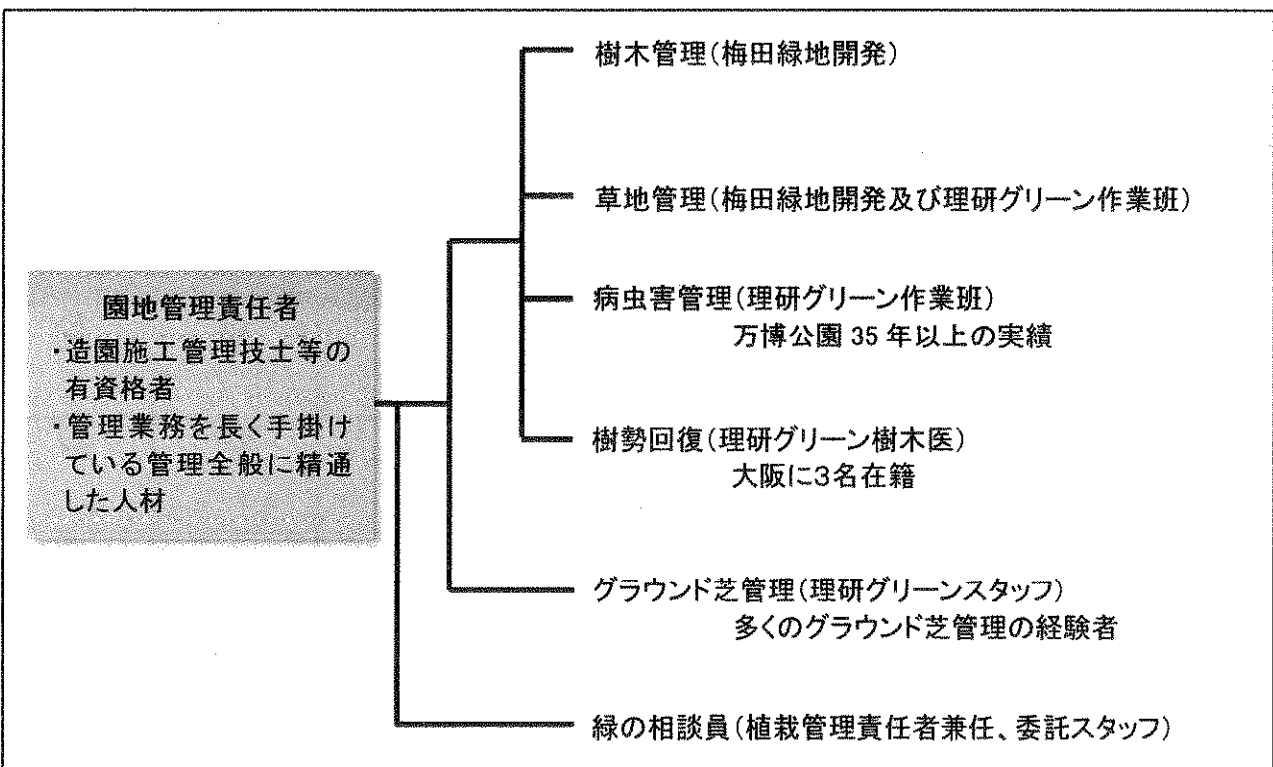 樹木管理(梅田緑地開発)
草地管理(梅田緑地開発及び理研グリーン作業班)
園地管理責任者
・造園施工管理技士等の
有資格者
・管理業務を長く手掛け
ている管理全般に精通
した人材
病虫害管理(理研グリーン作業班)
万博公園 35 年以上の実績
樹勢回復(理研グリーン樹木医)
大阪に3名在籍
グラウンド芝管理(理研グリーンスタッフ)
多くのグラウンド芝管理の経験者
緑の相談員(植栽管理責任者兼任、委託スタッフ)